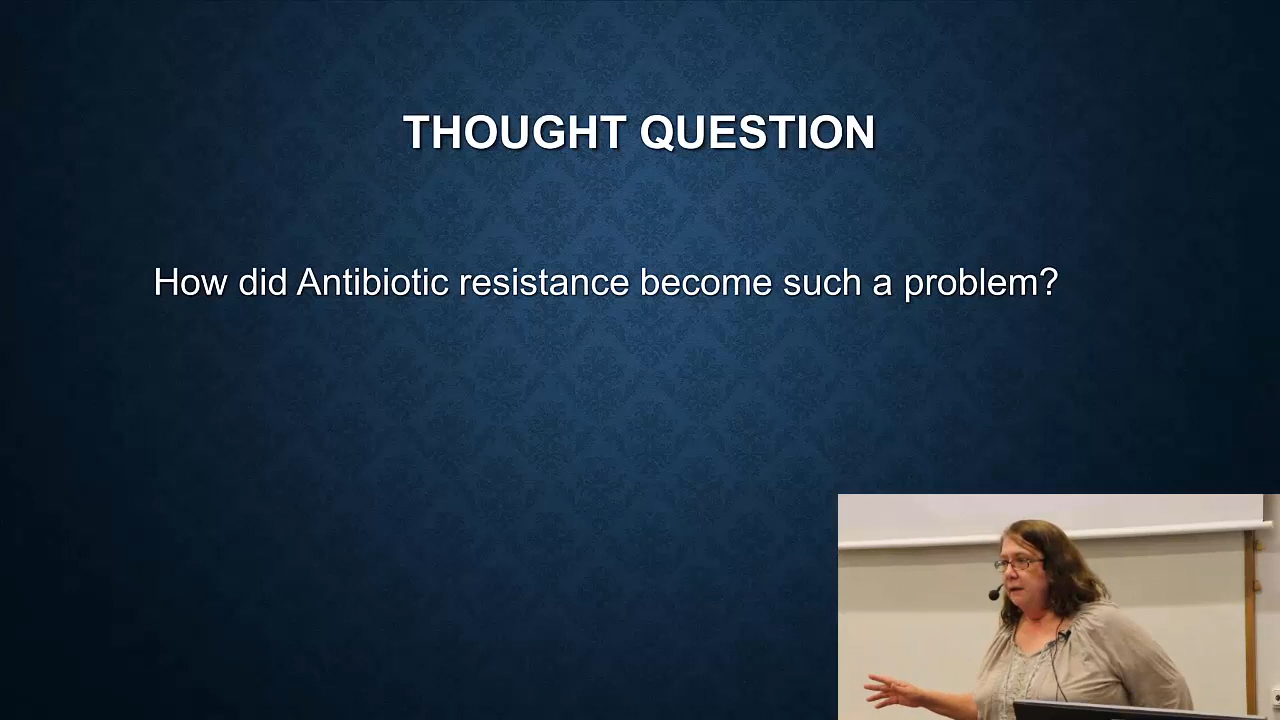 THOUGHT QUESTION
How did Antibiotic resistance become such a problem?